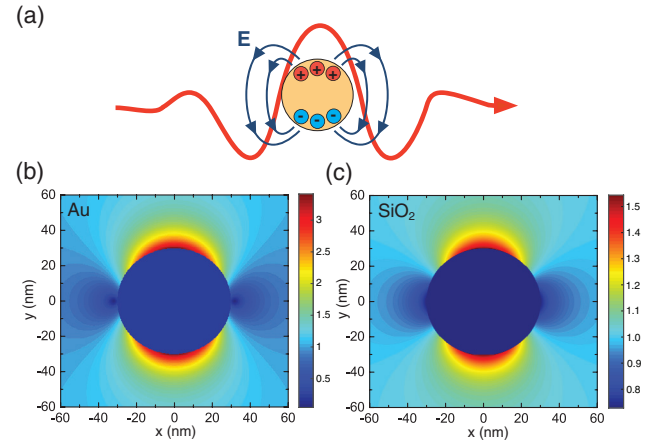 (a)
E
+ + +
- - -
(b)
(c)
Au
SiO₂
60
40
20
0
-20
-40
-60
y (nm)
-60 -40 -20 0 20 40 60
x (nm)
3
2.5
2
1.5
1
0.5
60
40
20
0
-20
-40
-60
y (nm)
-60 -40 -20 0 20 40 60
x (nm)
1.5
1.4
1.3
1.2
1.1
1.0
0.9
0.8